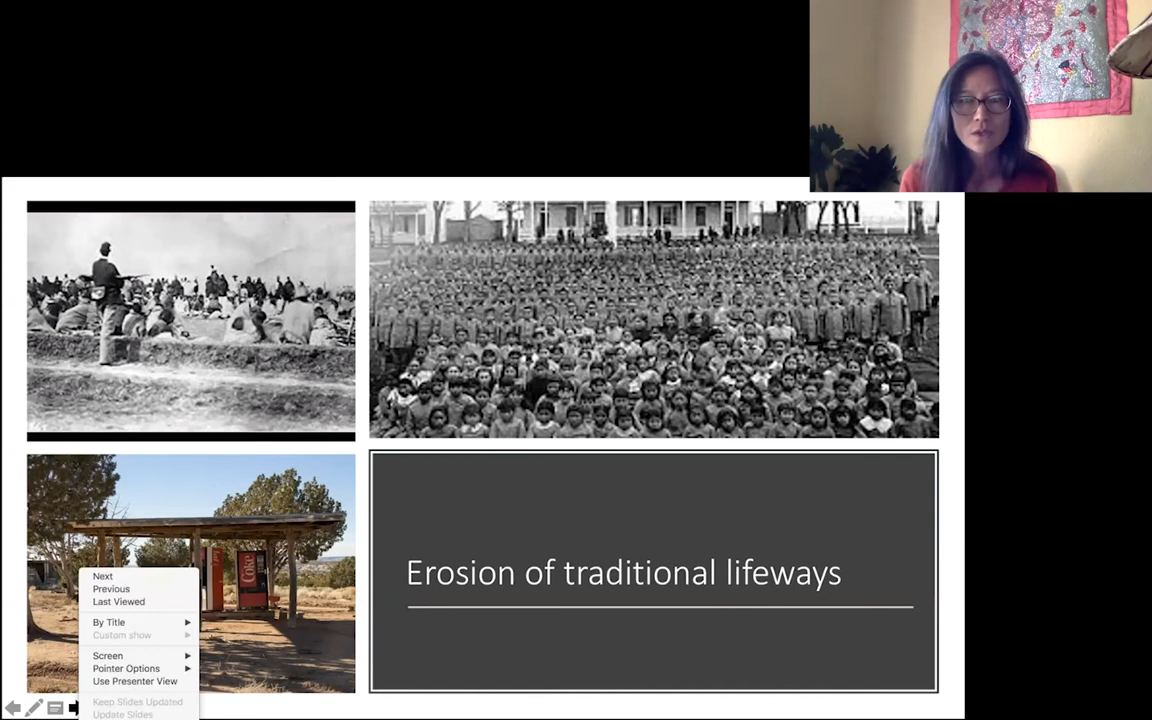 Coke
Erosion of traditional lifeways
Next
Previous
Last Viewed
By Title
Custom show
Screen
Pointer Options
Use Presenter View
Keep Slides Updated
Update Slides